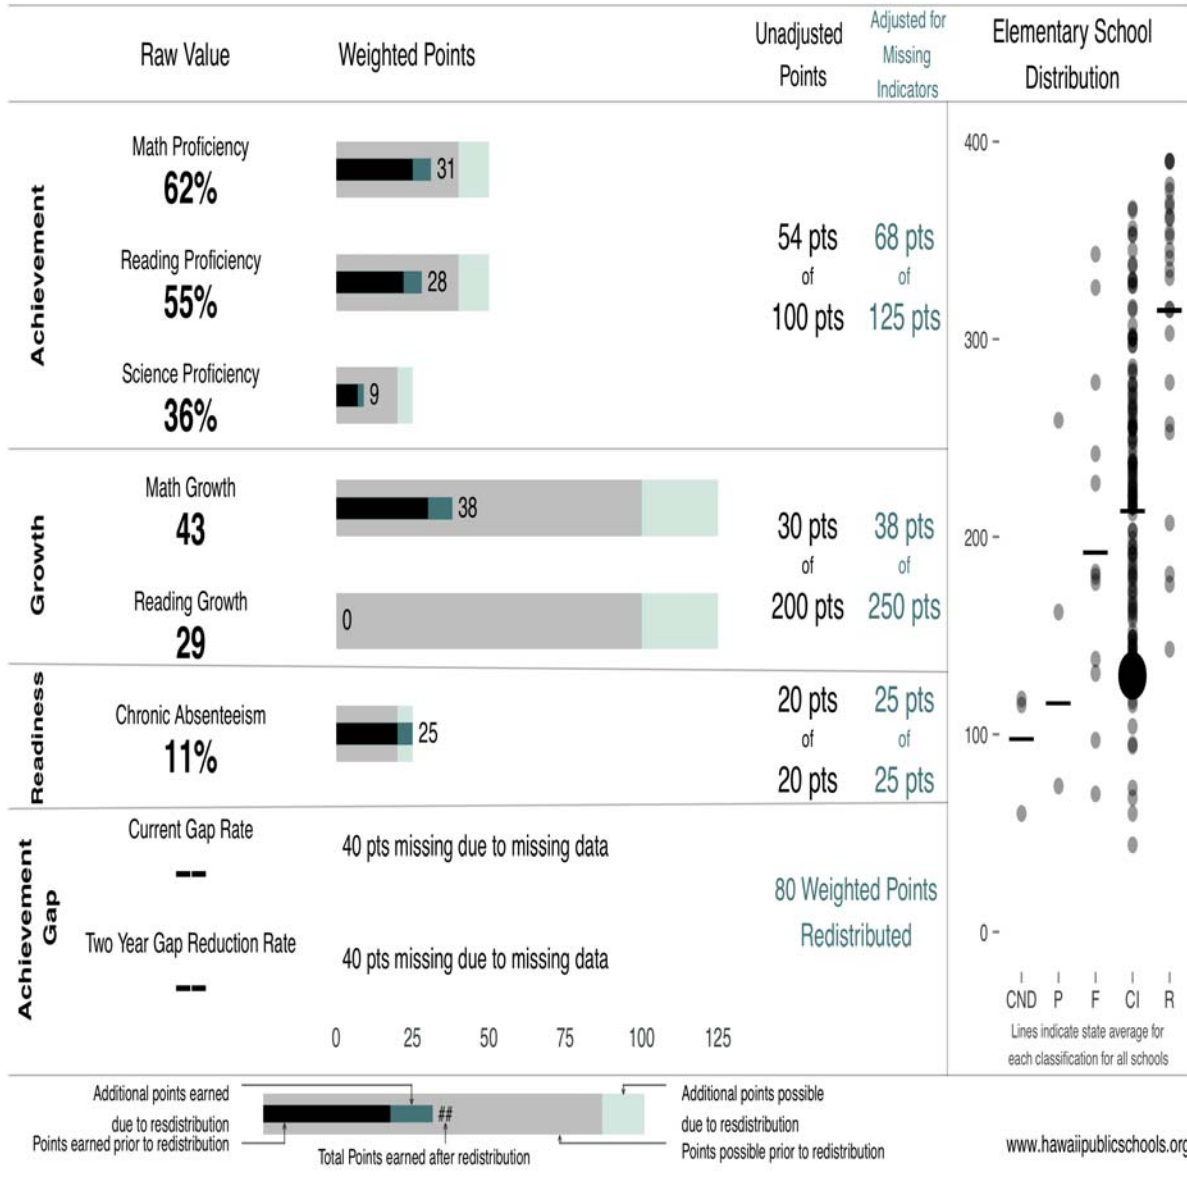 Raw Value
Weighted Points
Unadjusted
Points
Adjusted for
Missing
Indicators
Elementary School
Distribution
Achievement
Math Proficiency
62%
31
Reading Proficiency
55%
28
Science Proficiency
36%
9
54 pts
of
100 pts
68 pts
of
125 pts
Growth
Math Growth
43
38
Reading Growth
29
0
30 pts
of
200 pts
38 pts
of
250 pts
Readiness
Chronic Absenteeism
11%
25
20 pts
of
20 pts
25 pts
of
25 pts
Achievement
Gap
Current Gap Rate
--
40 pts missing due to missing data
Two Year Gap Reduction Rate
--
40 pts missing due to missing data
80 Weighted Points
Redistributed
0 25 50 75 100 125
400
300
200
100
0
CND P F CI R
Lines indicate state average for
each classification for all schools
Additional points earned
due to resdistribution
Points earned prior to redistribution
##
Total Points earned after redistribution
Additional points possible
due to resdistribution
Points possible prior to redistribution
www.hawaiipublicschools.org